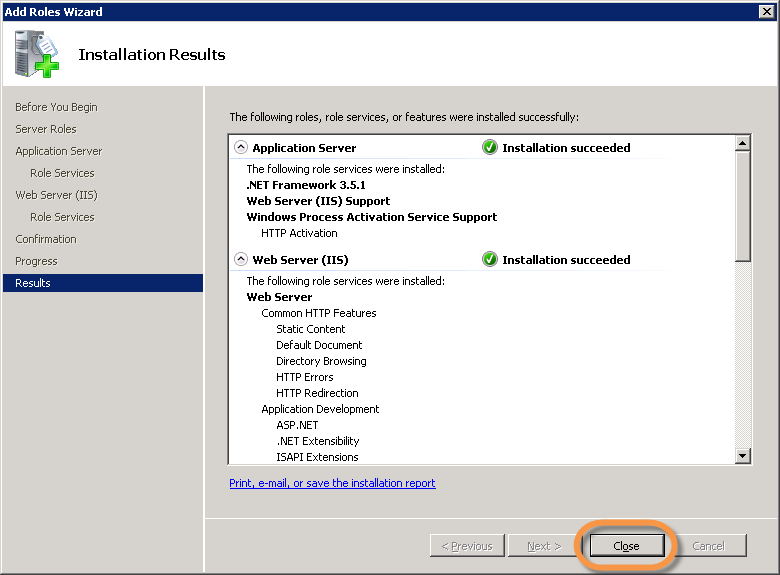 Add Roles Wizard
Installation Results
Before You Begin
Server Roles
Application Server
Role Services
Web Server (IIS)
Role Services
Confirmation
Progress
Results
The following roles, role services, or features were installed successfully:
Application Server
Installation succeeded
The following role services were installed:
.NET Framework 3.5.1
Web Server (IIS) Support
Windows Process Activation Service Support
HTTP Activation
Web Server (IIS)
Installation succeeded
The following role services were installed:
Web Server
Common HTTP Features
Static Content
Default Document
Directory Browsing
HTTP Errors
HTTP Redirection
Application Development
ASP.NET
.NET Extensibility
ISAPI Extensions
Print, e-mail, or save the installation report
< Previous
Next >
Close
Cancel